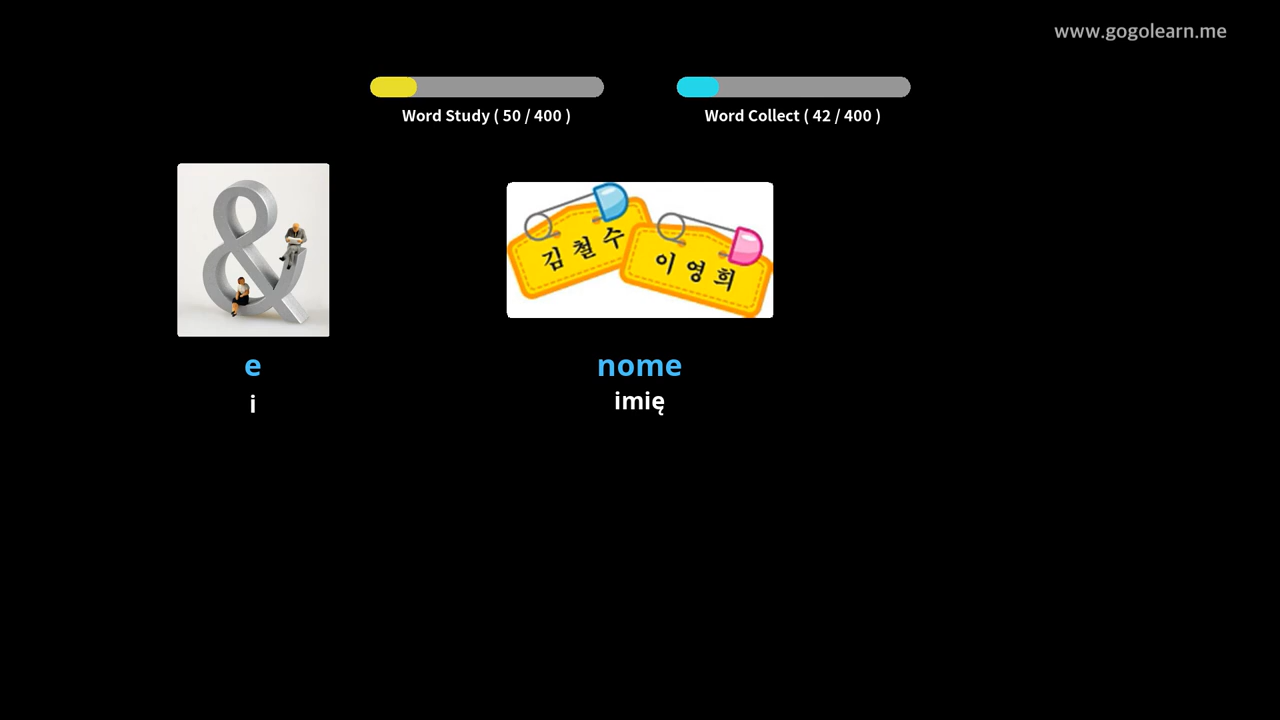 www.gogolearn.me
Word Study ( 50 / 400 )
Word Collect ( 42 / 400 )
&
김철수
이영희
e
nome
i
imię